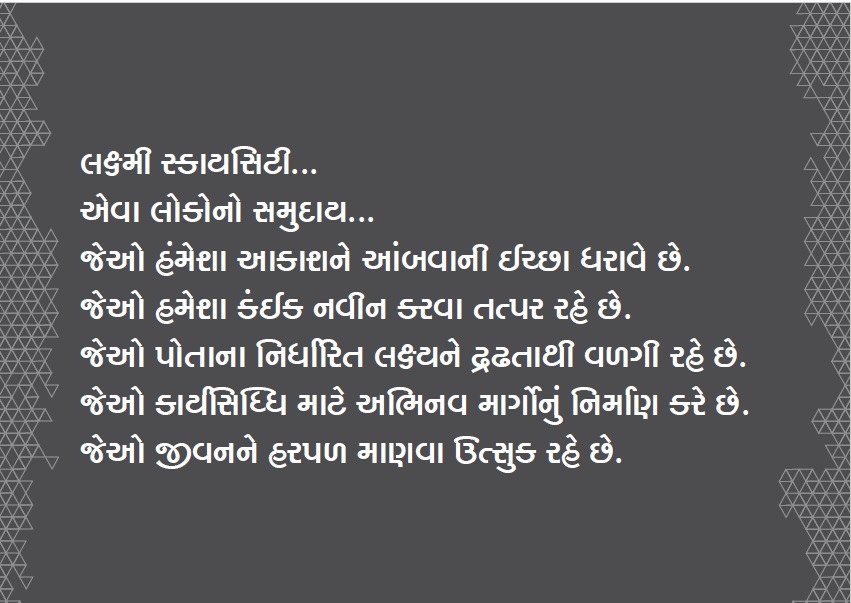 લક્ષ્મી સ્કાયસિટી...
એવા લોકોનો સમુદાય...
જેઓ હંમેશા આકાશને આંબવાની ઈચ્છા ધરાવે છે.
જેઓ હમેશા કંઈક નવીન કરવા તત્પર રહે છે.
જેઓ પોતાના નિર્ધારિત લક્ષ્યને દ્રઢતાથી વળગી રહે છે.
જેઓ કાર્યસિધ્ધિ માટે અભિનવ માર્ગોનું નિર્માણ કરે છે.
જેઓ જીવનને હરપળ માણવા ઉત્સુક રહે છે.